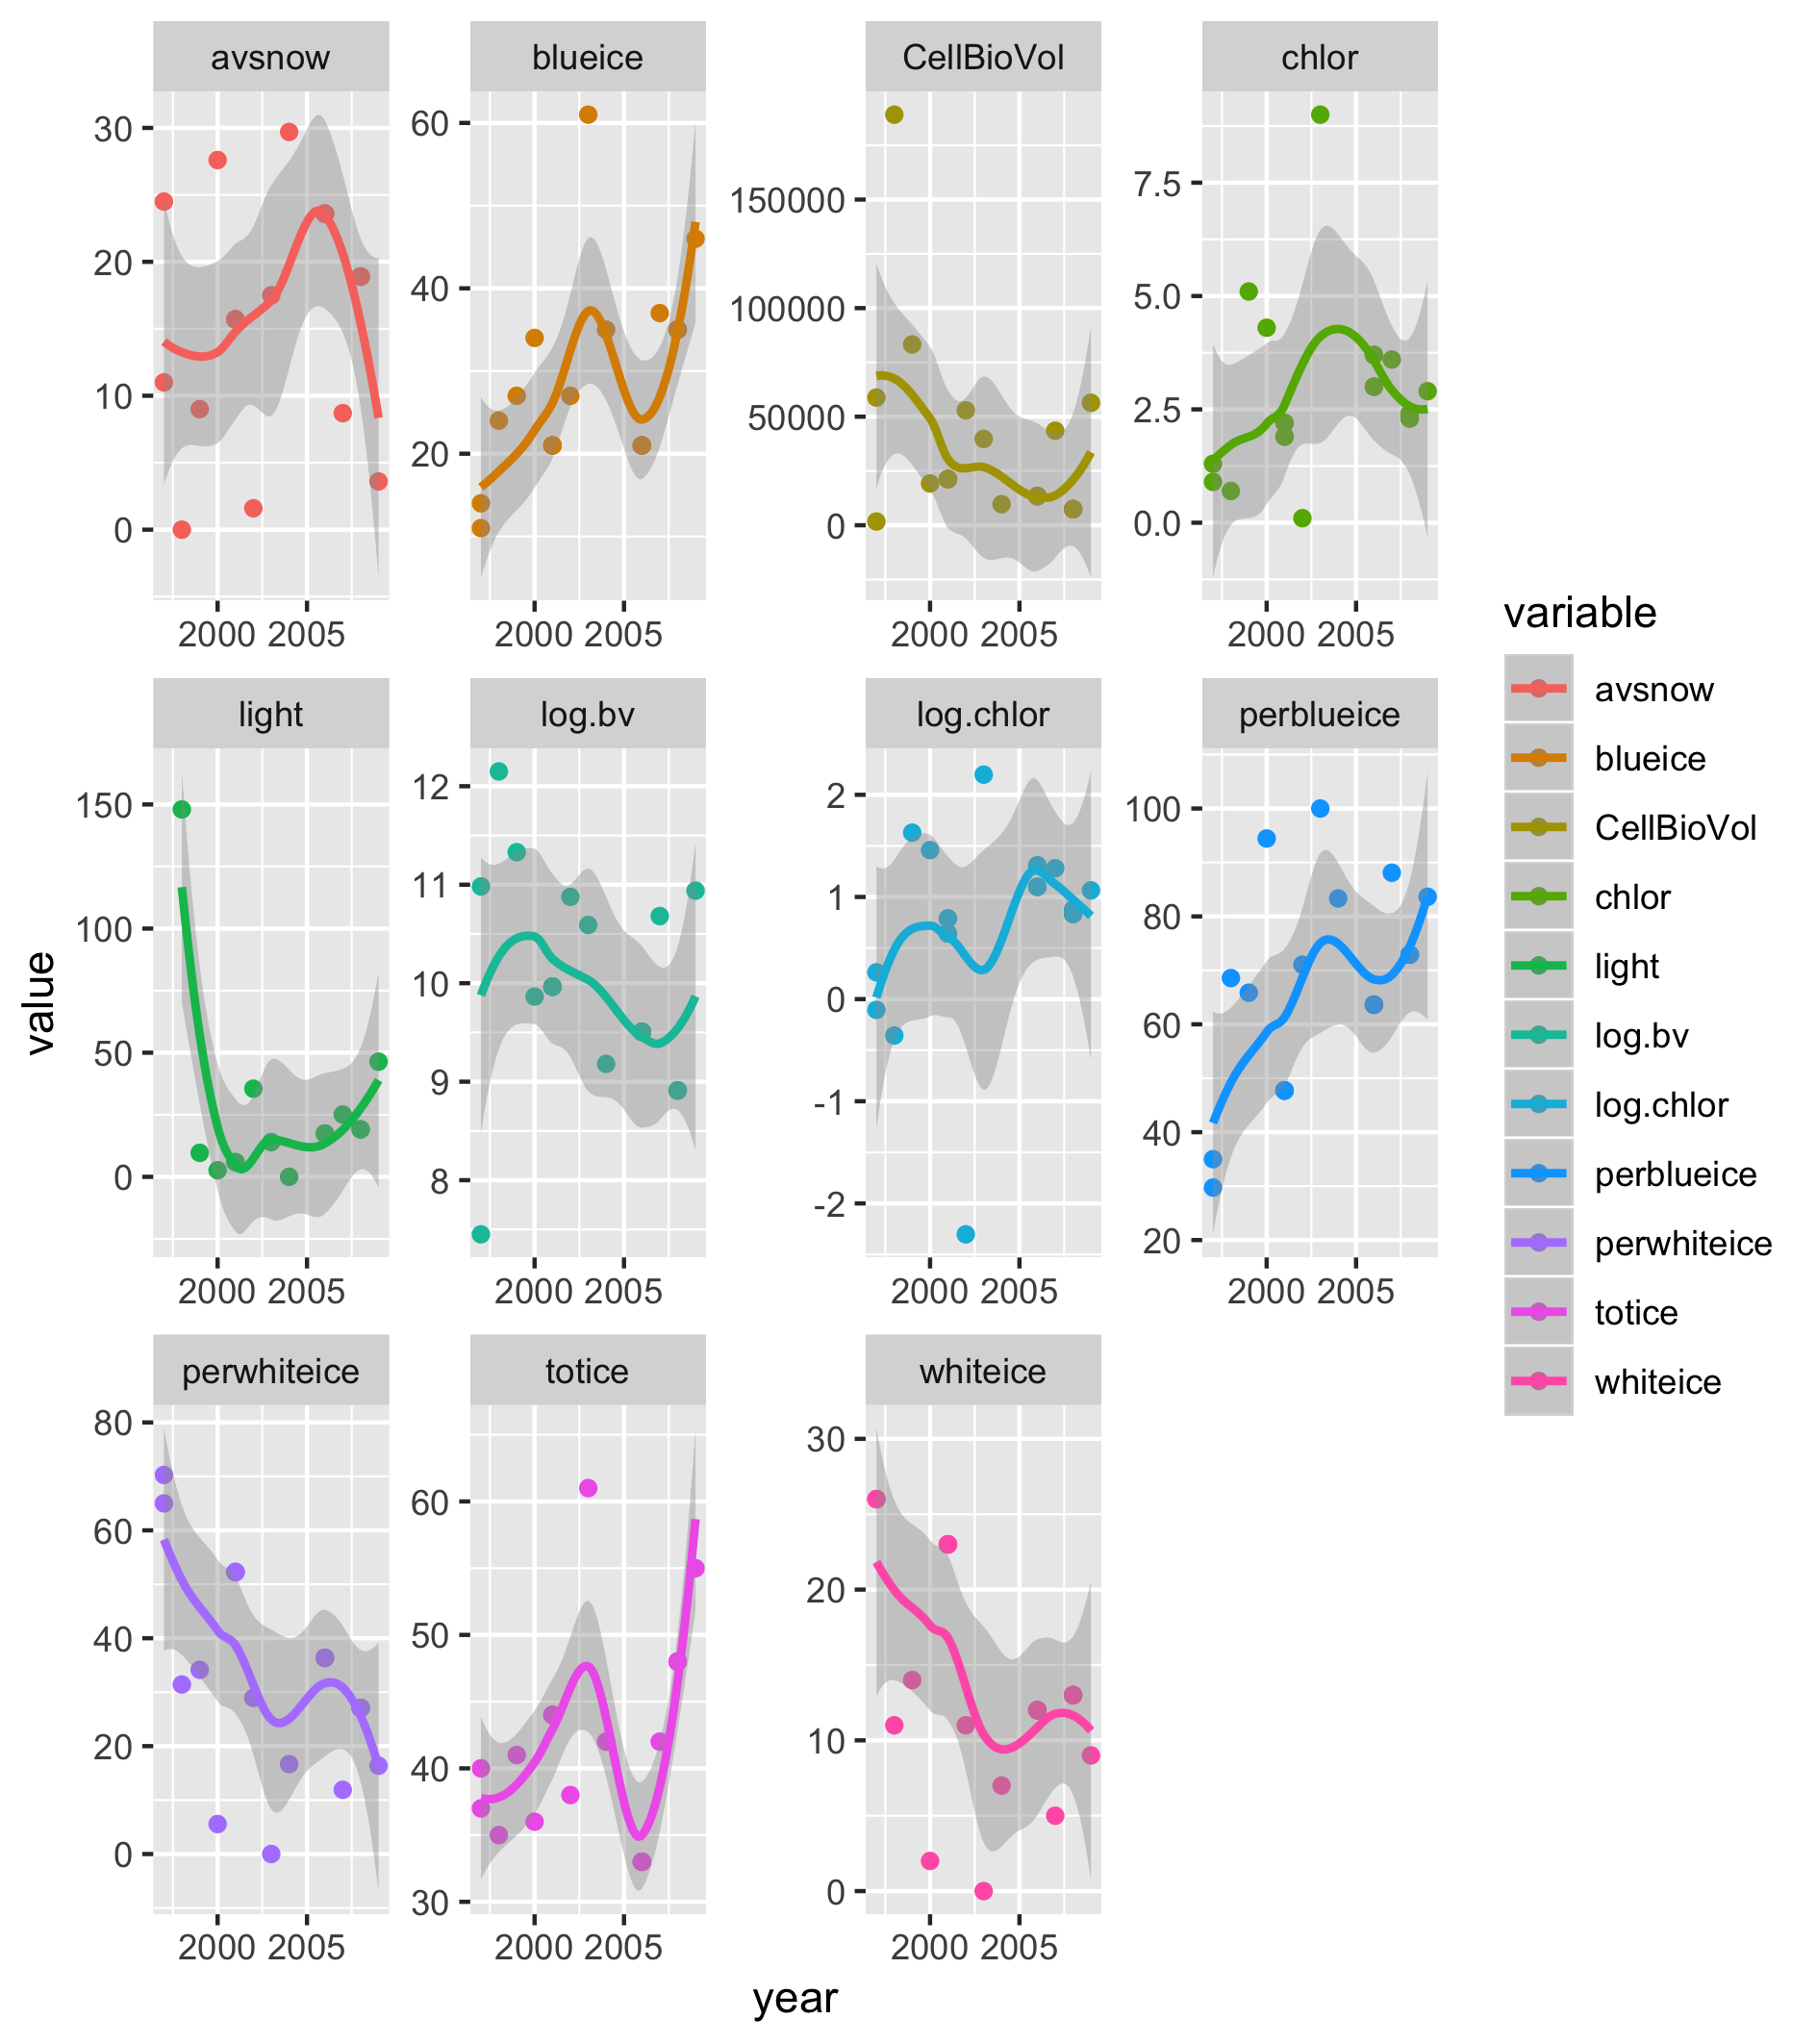 avsnow
blueice
CellBioVol
chlor
30
20
10
0
60
40
20
150000
100000
50000
0
7.5
5.0
2.5
0.0
2000 2005
2000 2005
2000 2005
2000 2005
light
log.bv
log.chlor
perblueice
150
100
50
0
12
11
10
9
8
2
1
0
-1
-2
100
80
60
40
20
2000 2005
2000 2005
2000 2005
2000 2005
perwhiteice
totice
whiteice
80
60
40
20
0
60
50
40
30
30
20
10
0
2000 2005
2000 2005
2000 2005
value
year
variable
avsnow
blueice
CellBioVol
chlor
light
log.bv
log.chlor
perblueice
perwhiteice
totice
whiteice